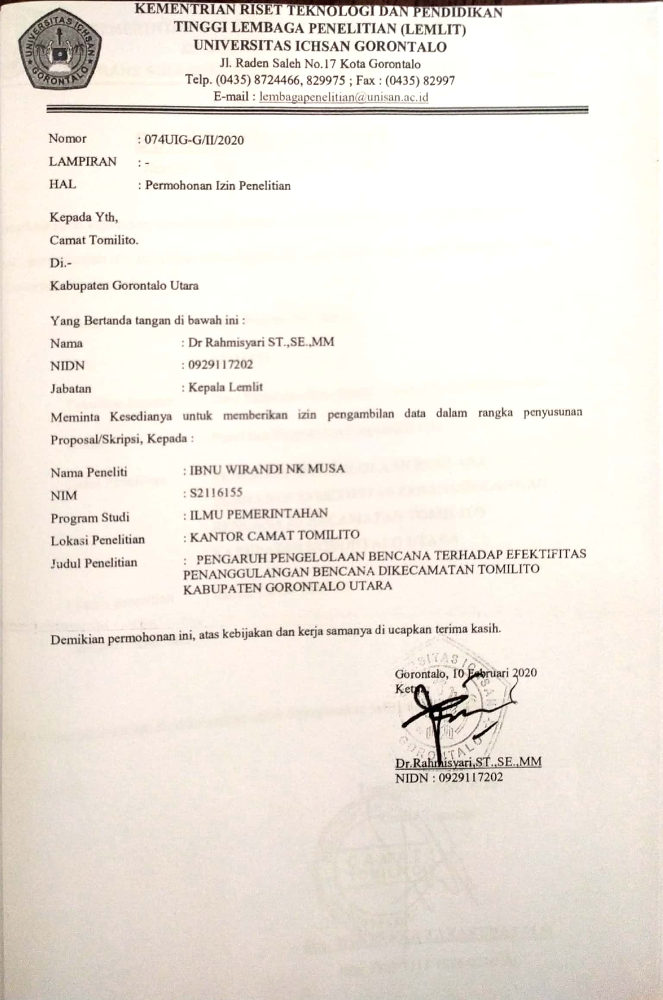 UNIVERSITAS ICHSAN
GORONTALO
KEMENTRIAN RISET TEKNOLOGI DAN PENDIDIKAN
TINGGI LEMBAGA PENELITIAN (LEMLIT)
UNIVERSITAS ICHSAN GORONTALO
Jl. Raden Saleh No.17 Kota Gorontalo
Telp. (0435) 8724466, 829975 ; Fax : (0435) 82997
E-mail : lembagapenelitian@unisan.ac.id
Nomor : 074UIG-G/II/2020
LAMPIRAN : -
HAL : Permohonan Izin Penelitian
Kepada Yth,
Camat Tomilito.
Di.-
Kabupaten Gorontalo Utara
Yang Bertanda tangan di bawah ini :
Nama : Dr Rahmisyari ST.,SE.,MM
NIDN : 0929117202
Jabatan : Kepala Lemlit
Meminta Kesedianya untuk memberikan izin pengambilan data dalam rangka penyusunan
Proposal/Skripsi, Kepada :
Nama Peneliti : IBNU WIRANDI NK MUSA
NIM : S2116155
Program Studi : ILMU PEMERINTAHAN
Lokasi Penelitian : KANTOR CAMAT TOMILITO
Judul Penelitian : PENGARUH PENGELOLAAN BENCANA TERHADAP EFEKTIFITAS
PENANGGULANGAN BENCANA DIKECAMATAN TOMILITO
KABUPATEN GORONTALO UTARA
Demikian permohonan ini, atas kebijakan dan kerja samanya di ucapkan terima kasih.
Gorontalo, 10 Februari 2020
Ketua,
Dr.Rahmisyari,ST.,SE.,MM
NIDN : 0929117202